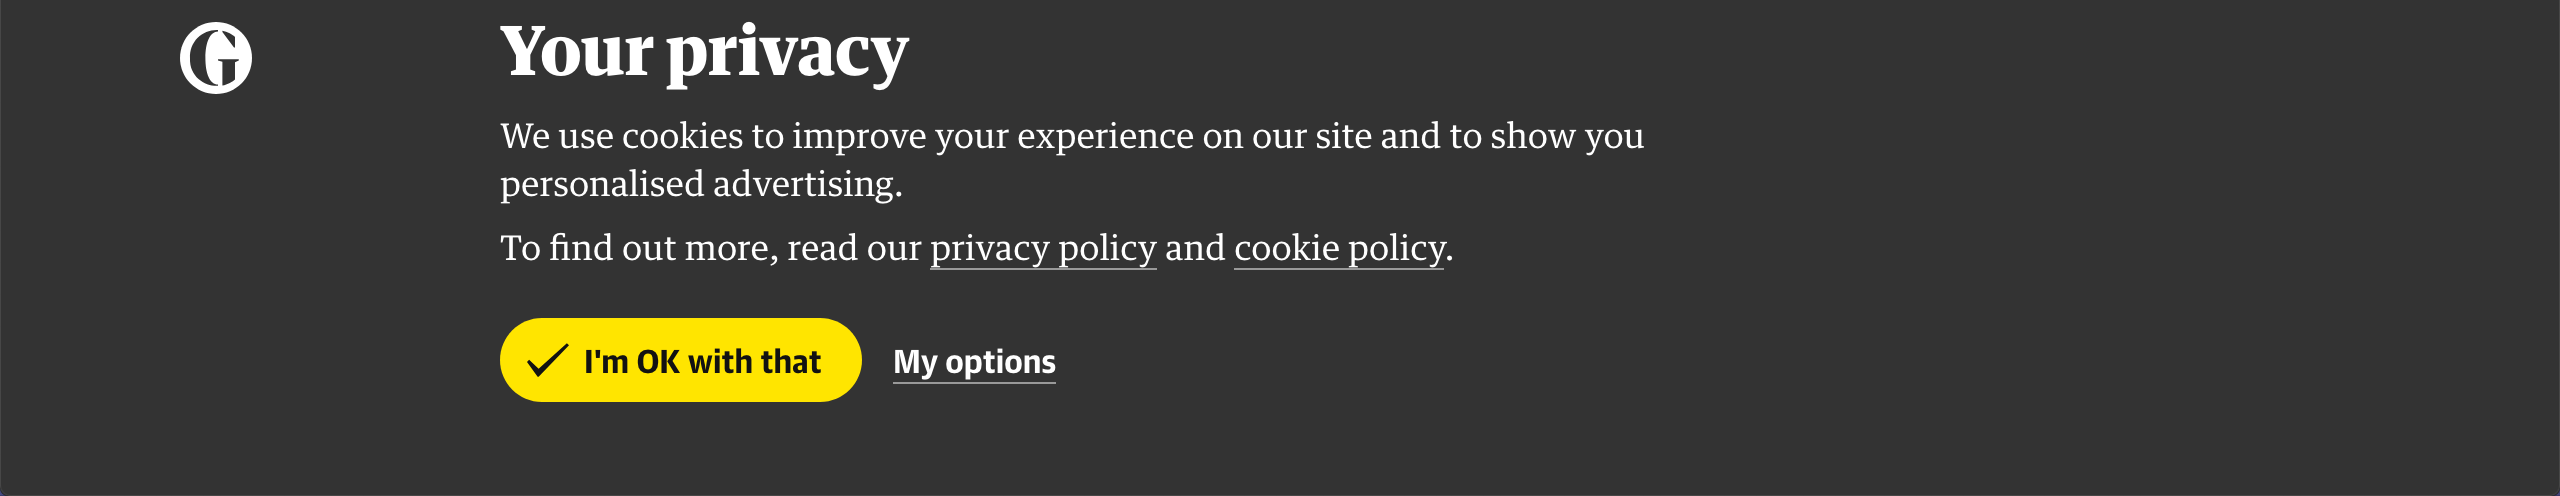 Your privacy
We use cookies to improve your experience on our site and to show you
personalised advertising.
To find out more, read our privacy policy and cookie policy.
I'm OK with that
My options